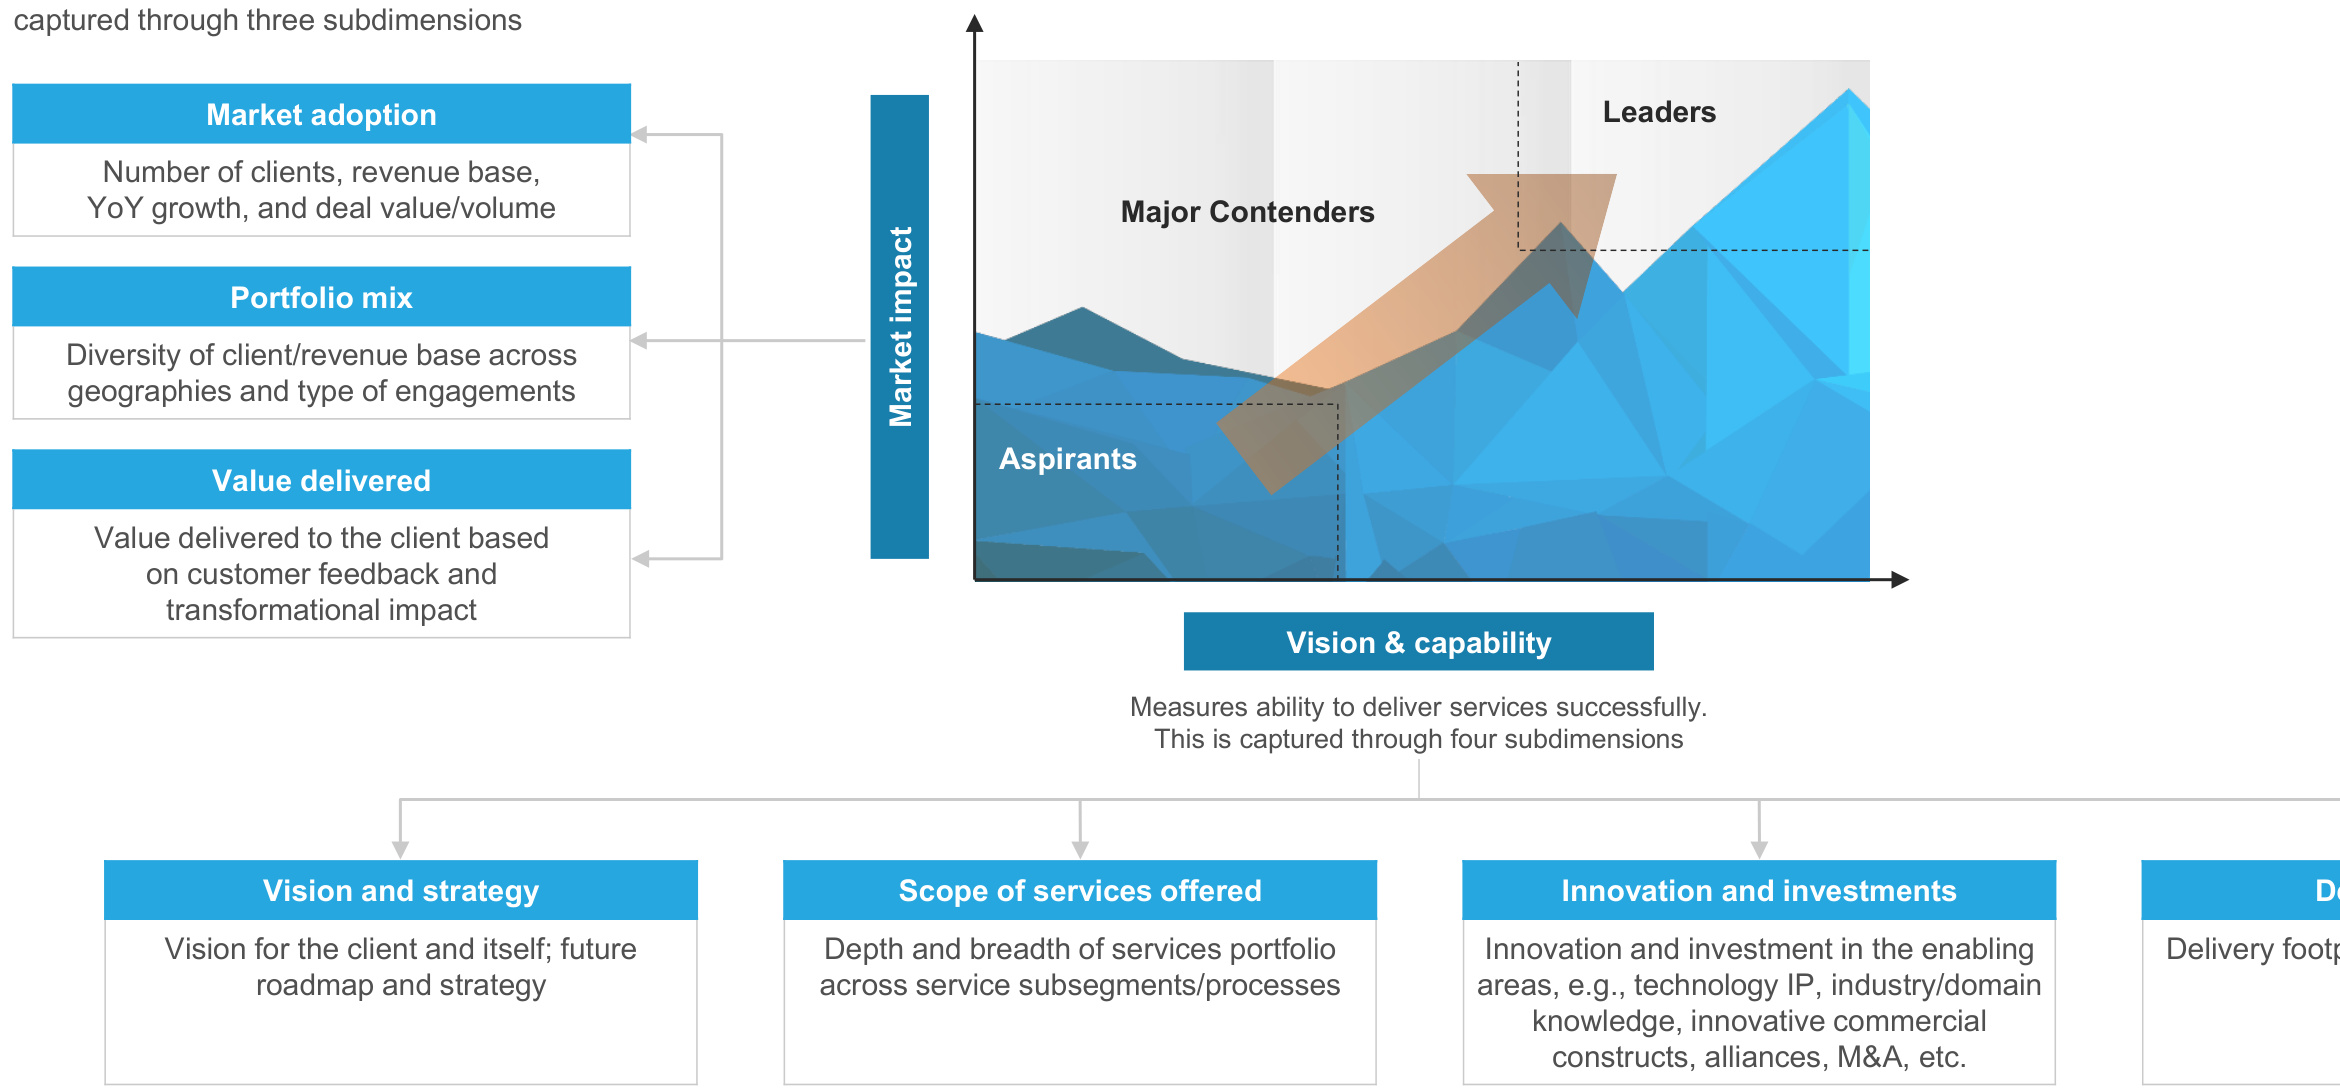 captured through three subdimensions
Market adoption
Number of clients, revenue base,
YoY growth, and deal value/volume
Portfolio mix
Diversity of client/revenue base across
geographies and type of engagements
Value delivered
Value delivered to the client based
on customer feedback and
transformational impact
Market impact
Leaders
Major Contenders
Aspirants
Vision & capability
Measures ability to deliver services successfully.
This is captured through four subdimensions
Vision and strategy
Vision for the client and itself; future
roadmap and strategy
Scope of services offered
Depth and breadth of services portfolio
across service subsegments/processes
Innovation and investments
Innovation and investment in the enabling
areas, e.g., technology IP, industry/domain
knowledge, innovative commercial
constructs, alliances, M&A, etc.
Delivery